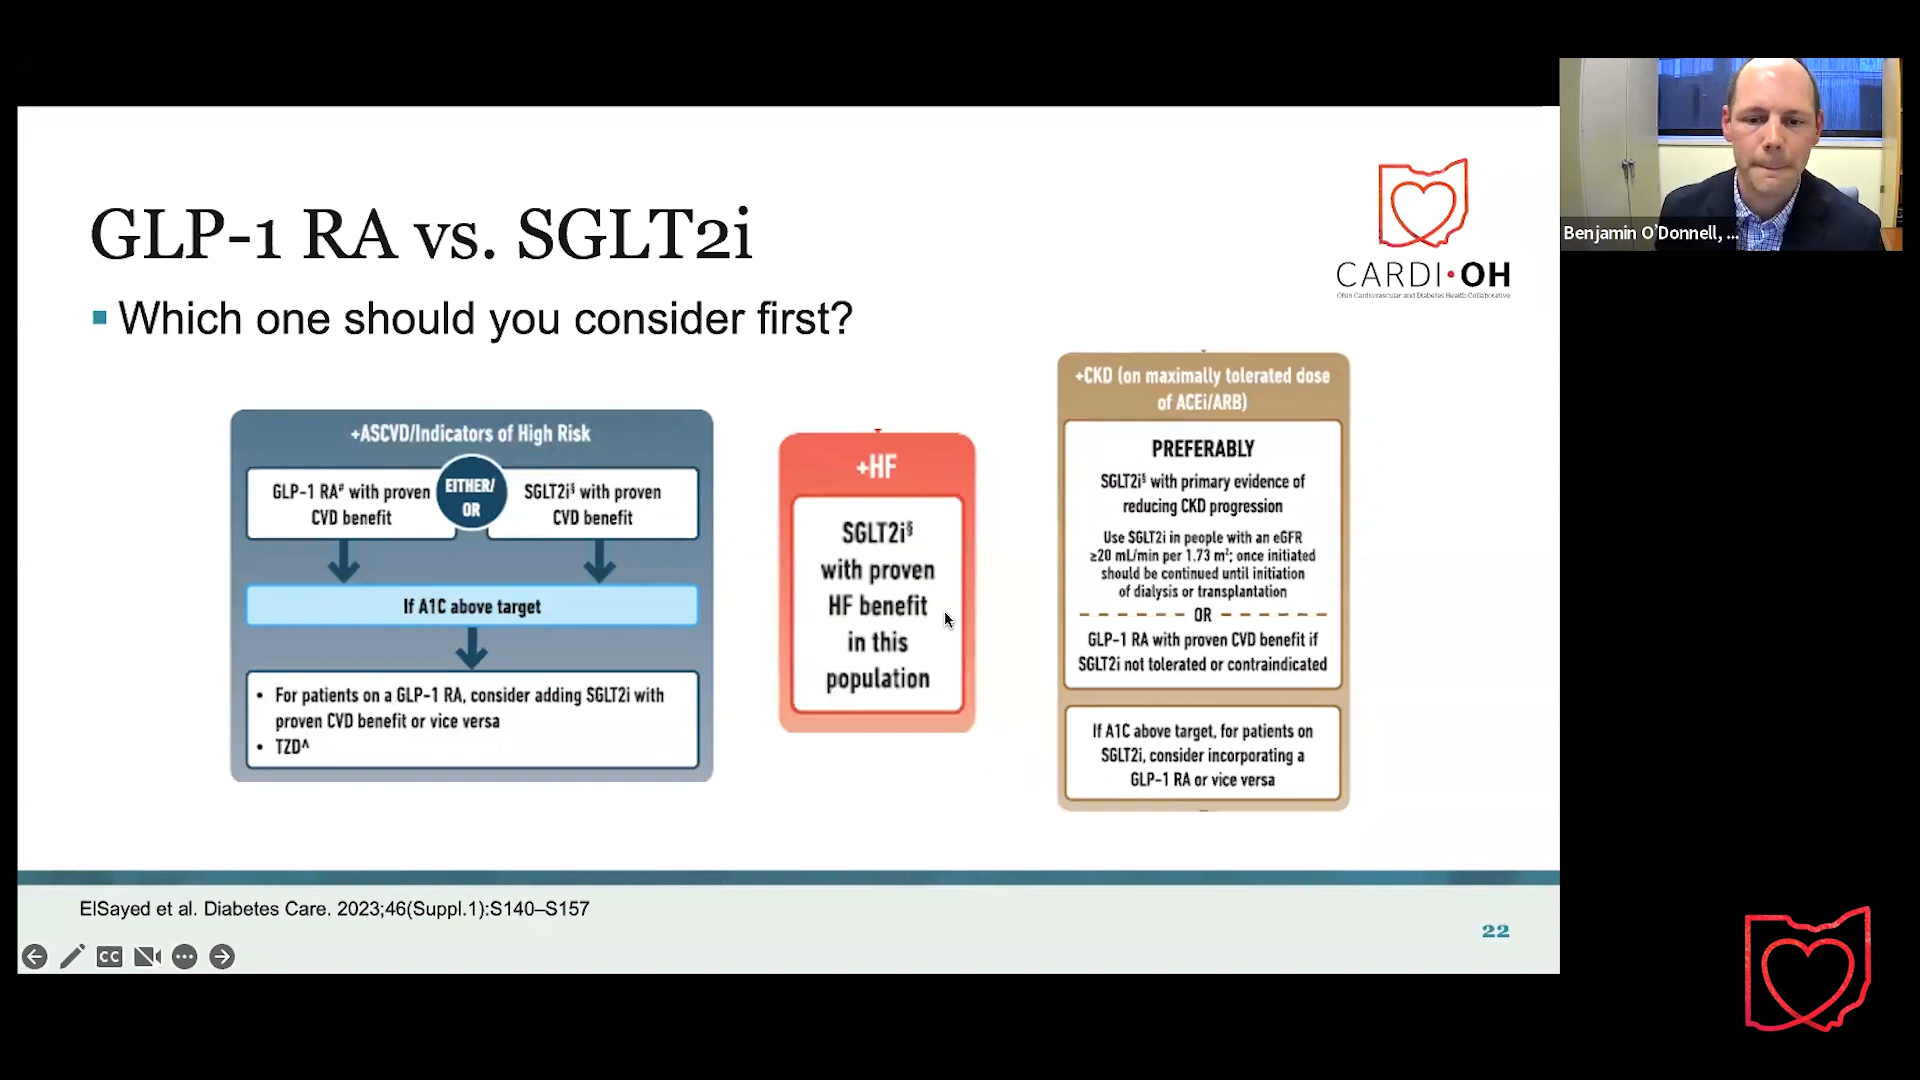 GLP-1 RA vs. SGLT2i
Which one should you consider first?
CARDI•OH
Ohio Cardiovascular and Diabetes Health Collaborative
Benjamin O'Donnell, ...
+ASCVD/Indicators of High Risk
GLP-1 RA# with proven
CVD benefit
EITHER/
OR
SGLT2i§ with proven
CVD benefit
If A1C above target
• For patients on a GLP-1 RA, consider adding SGLT2i with
proven CVD benefit or vice versa
• TZD^
+HF
SGLT2i§
with proven
HF benefit
in this
population
+CKD (on maximally tolerated dose
of ACEi/ARB)
PREFERABLY
SGLT2i§ with primary evidence of
reducing CKD progression
Use SGLT2i in people with an eGFR
≥20 mL/min per 1.73 m²; once initiated
should be continued until initiation
of dialysis or transplantation
OR
GLP-1 RA with proven CVD benefit if
SGLT2i not tolerated or contraindicated
If A1C above target, for patients on
SGLT2i, consider incorporating a
GLP-1 RA or vice versa
ElSayed et al. Diabetes Care. 2023;46(Suppl.1):S140–S157
22
CC